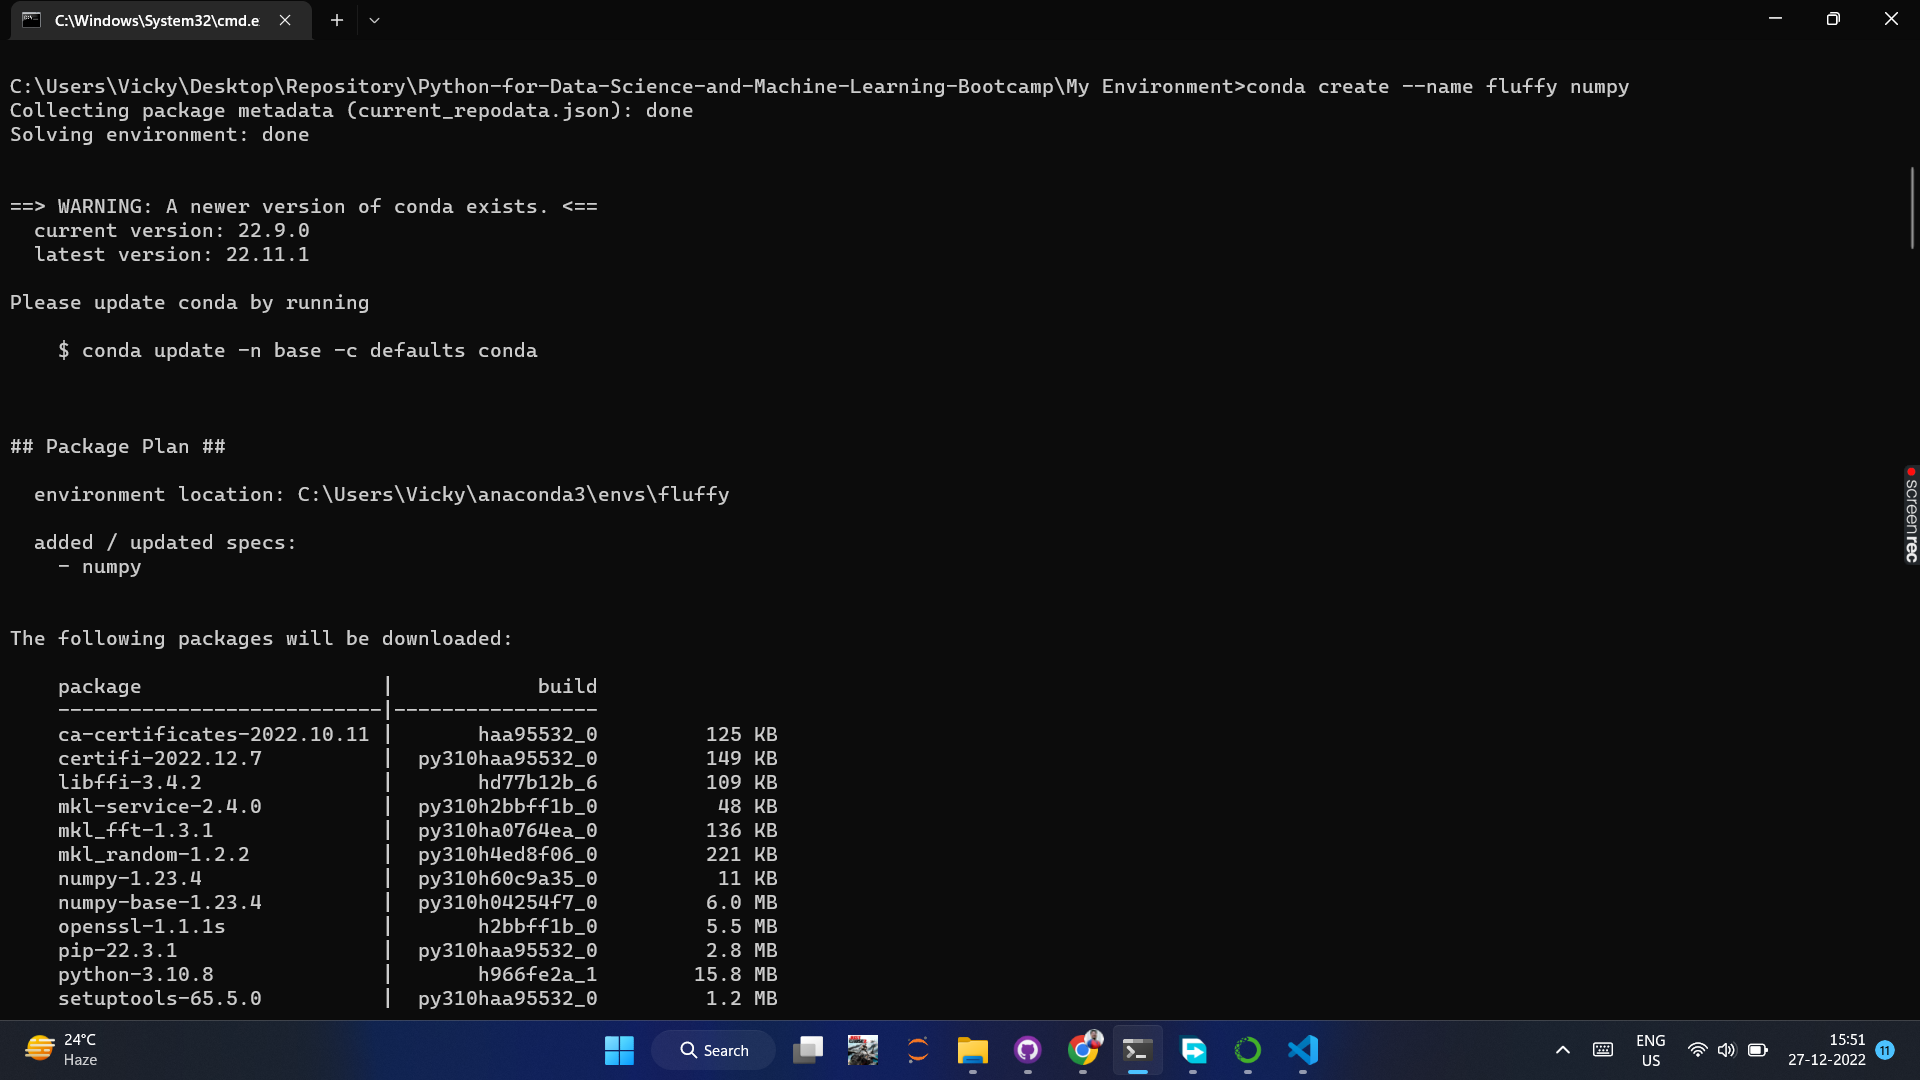 C:\Windows\System32\cmd.e
C:\Users\Vicky\Desktop\Repository\Python-for-Data-Science-and-Machine-Learning-Bootcamp\My Environment>conda create --name fluffy numpy
Collecting package metadata (current_repodata.json): done
Solving environment: done
==> WARNING: A newer version of conda exists. <==
  current version: 22.9.0
  latest version: 22.11.1
Please update conda by running
    $ conda update -n base -c defaults conda
## Package Plan ##
  environment location: C:\Users\Vicky\anaconda3\envs\fluffy
  added / updated specs:
    - numpy
The following packages will be downloaded:
    package                    |            build
    ---------------------------|-----------------
    ca-certificates-2022.10.11 |       haa95532_0         125 KB
    certifi-2022.12.7          |  py310haa95532_0         149 KB
    libffi-3.4.2               |       hd77b12b_6         109 KB
    mkl-service-2.4.0          |  py310h2bbff1b_0          48 KB
    mkl_fft-1.3.1              |  py310ha0764ea_0         136 KB
    mkl_random-1.2.2           |  py310h4ed8f06_0         221 KB
    numpy-1.23.4               |  py310h60c9a35_0          11 KB
    numpy-base-1.23.4          |  py310h04254f7_0         6.0 MB
    openssl-1.1.1s             |       h2bbff1b_0         5.5 MB
    pip-22.3.1                 |  py310haa95532_0         2.8 MB
    python-3.10.8              |       h966fe2a_1        15.8 MB
    setuptools-65.5.0          |  py310haa95532_0         1.2 MB
screenrec
24°C
Haze
Search
ENG
US
15:51
27-12-2022
11